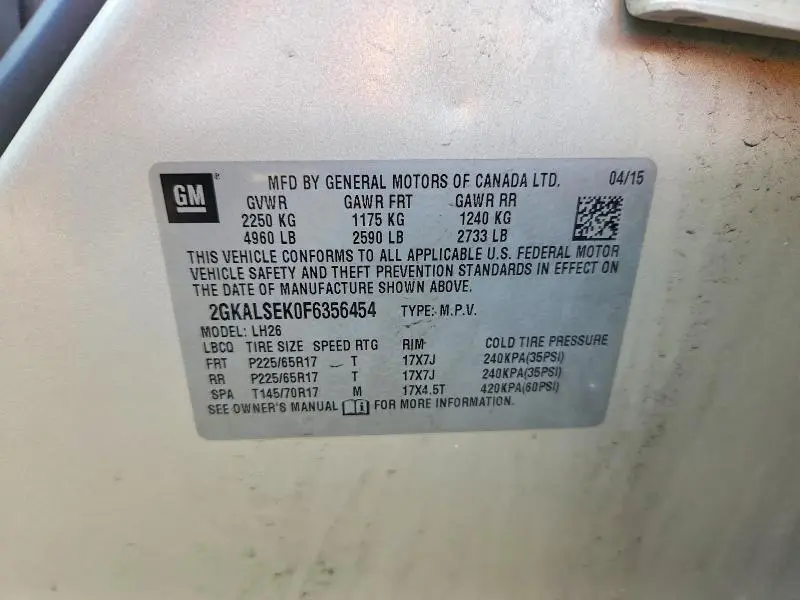 GM ® MFD BY GENERAL MOTORS OF CANADA LTD. 04/15
GVWR GAWR FRT GAWR RR
2250 KG 1175 KG 1240 KG
4960 LB 2590 LB 2733 LB
THIS VEHICLE CONFORMS TO ALL APPLICABLE U.S. FEDERAL MOTOR
VEHICLE SAFETY AND THEFT PREVENTION STANDARDS IN EFFECT ON
THE DATE OF MANUFACTURE SHOWN ABOVE.
2GKALSEK0F6356454 TYPE: M.P.V.
MODEL: LH26
LBCQ TIRE SIZE SPEED RTG RIM COLD TIRE PRESSURE
FRT P225/65R17 T 17X7J 240KPA(35PSI)
RR P225/65R17 T 17X7J 240KPA(35PSI)
SPA T145/70R17 M 17X4.5T 420KPA(60PSI)
SEE OWNER'S MANUAL FOR MORE INFORMATION.